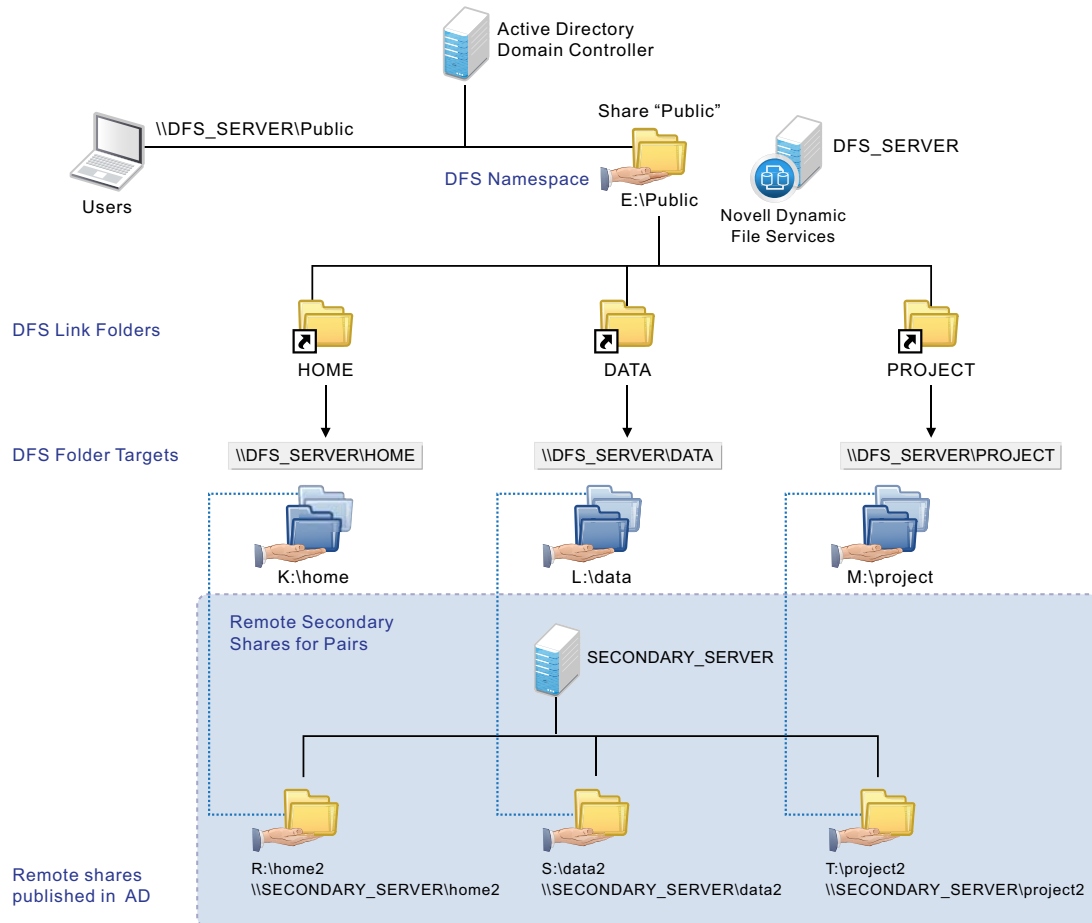 Active Directory
Domain Controller
\\DFS_SERVER\Public
Share “Public”
DFS_SERVER
DFS Namespace
Users
E:\Public
Novell Dynamic
File Services
DFS Link Folders
HOME
DATA
PROJECT
DFS Folder Targets
\\DFS_SERVER\HOME
\\DFS_SERVER\DATA
\\DFS_SERVER\PROJECT
K:\home
L:\data
M:\project
Remote Secondary
Shares for Pairs
SECONDARY_SERVER
Remote shares
published in AD
R:\home2
\\SECONDARY_SERVER\home2
S:\data2
\\SECONDARY_SERVER\data2
T:\project2
\\SECONDARY_SERVER\project2